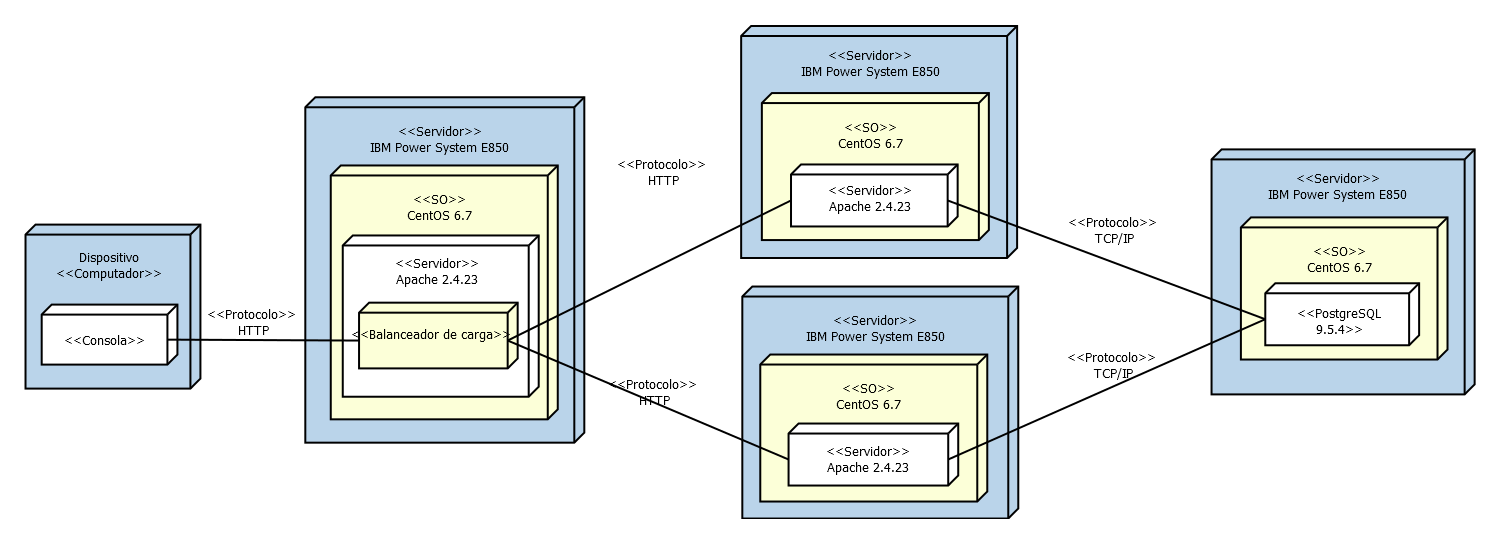 Dispositivo
<<Computador>>
<<Consola>>
<<Protocolo>>
HTTP
<<Servidor>>
IBM Power System E850
<<SO>>
CentOS 6.7
<<Servidor>>
Apache 2.4.23
<<Balanceador de carga>>
<<Protocolo>>
HTTP
<<Protocolo>>
HTTP
<<Servidor>>
IBM Power System E850
<<SO>>
CentOS 6.7
<<Servidor>>
Apache 2.4.23
<<Servidor>>
IBM Power System E850
<<SO>>
CentOS 6.7
<<Servidor>>
Apache 2.4.23
<<Protocolo>>
TCP/IP
<<Protocolo>>
TCP/IP
<<Servidor>>
IBM Power System E850
<<SO>>
CentOS 6.7
<<PostgreSQL
9.5.4>>